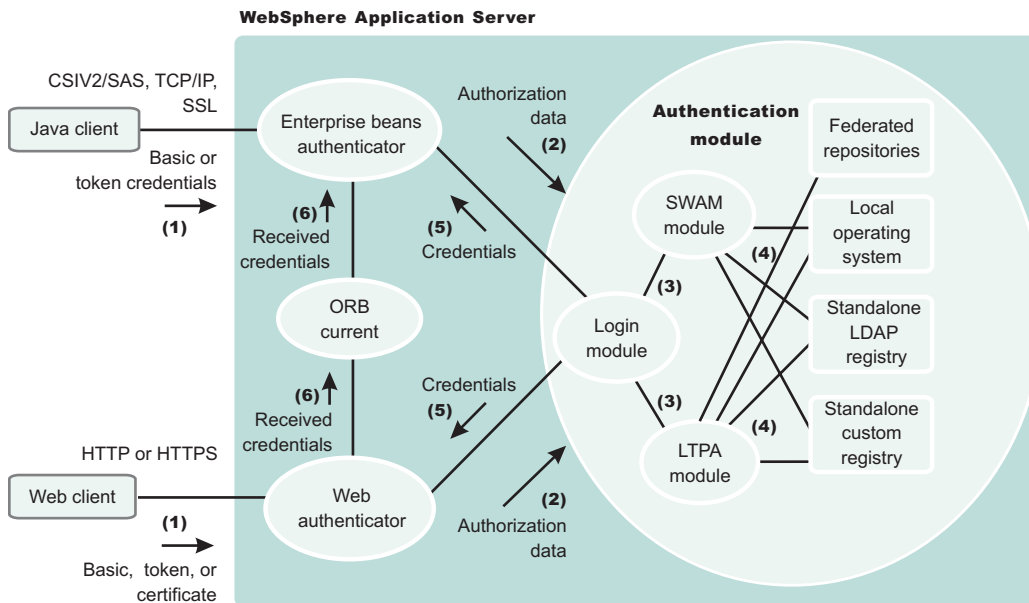 WebSphere Application Server
CSIV2/SAS, TCP/IP,
SSL
Java client
Basic or
token credentials
(1)
Enterprise beans
authenticator
Authorization
data
(2)
Authentication
module
Federated
repositories
(6)
Received
credentials
(5)
Credentials
SWAM
module
(4)
Local
operating
system
(3)
ORB
current
Login
module
Standalone
LDAP
registry
(6)
Received
credentials
Credentials
(5)
(3)
(4)
LTPA
module
Standalone
custom
registry
HTTP or HTTPS
Web client
(1)
Basic, token, or
certificate
Web
authenticator
(2)
Authorization
data